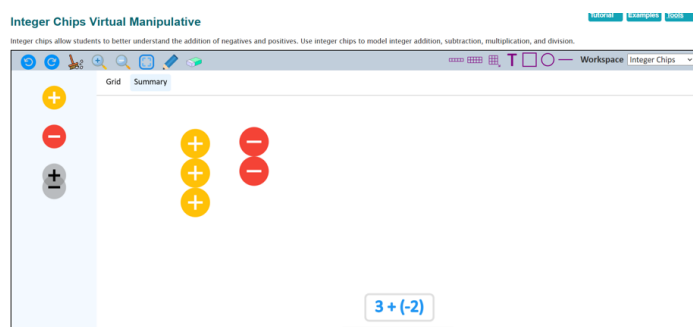 Tutorial Examples Tools
Integer Chips Virtual Manipulative
Integer chips allow students to better understand the addition of negatives and positives. Use integer chips to model integer addition, subtraction, multiplication, and division.
T Workspace Integer Chips
Grid Summary
+ + −
− + −
+ − +
3 + (-2)